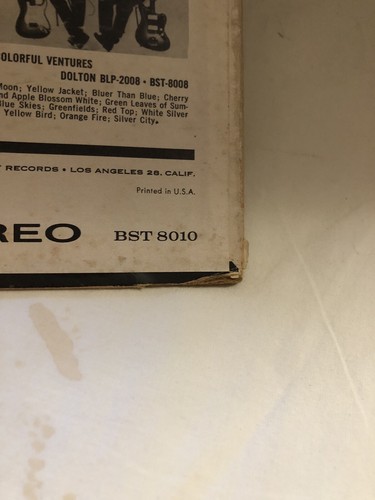 OLORFUL VENTURES
DOLTON BLP-2008 • BST-8008
Moon; Yellow Jacket; Bluer Than Blue; Cherry
nd Apple Blossom White; Green Leaves of Sum-
Blue Skies; Greenfields; Red Top; White Silver
Yellow Bird; Orange Fire; Silver City.
RECORDS • LOS ANGELES 28, CALIF.
Printed in U.S.A.
REO BST 8010